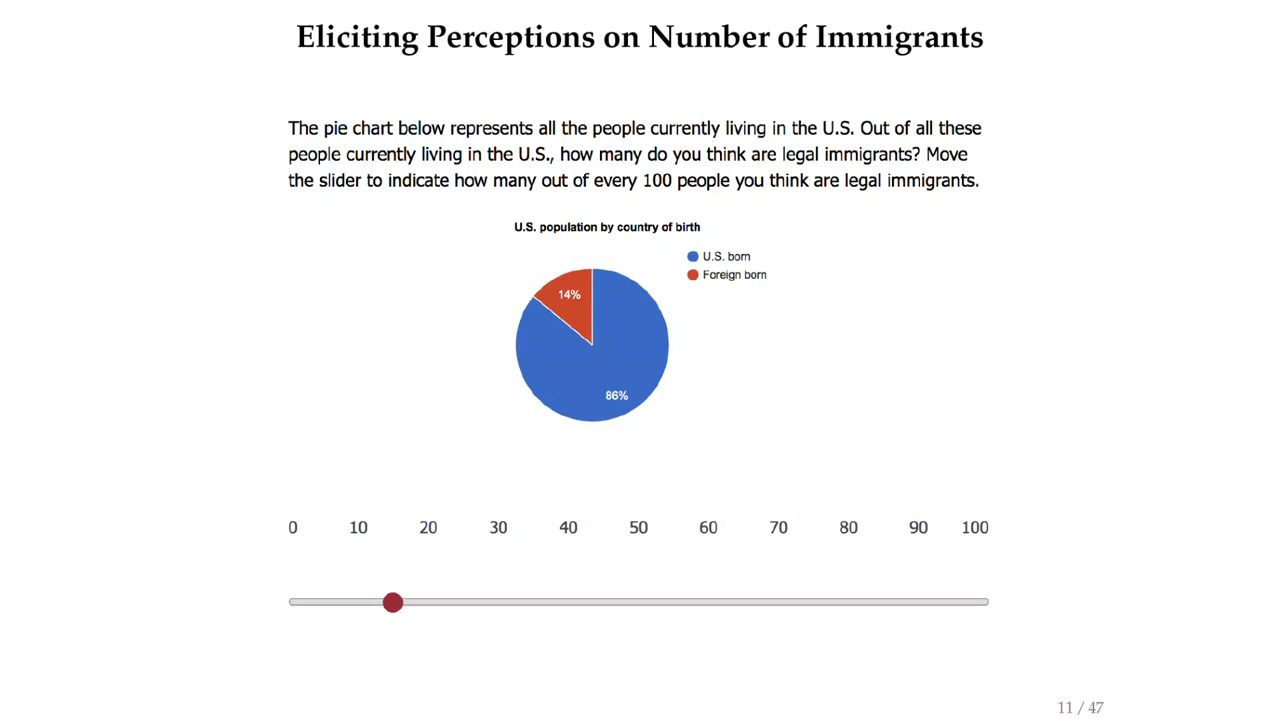 Eliciting Perceptions on Number of Immigrants
The pie chart below represents all the people currently living in the U.S. Out of all these
people currently living in the U.S., how many do you think are legal immigrants? Move
the slider to indicate how many out of every 100 people you think are legal immigrants.
U.S. population by country of birth
U.S. born
Foreign born
14%
86%
0 10 20 30 40 50 60 70 80 90 100
11 / 47